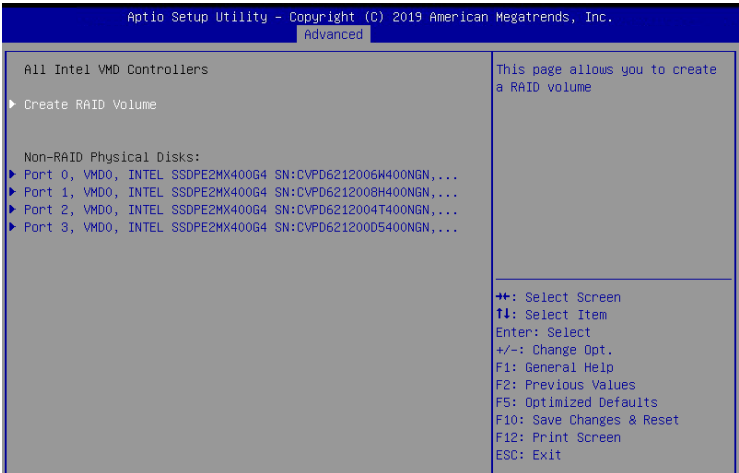 Aptio Setup Utility – Copyright (C) 2019 American Megatrends, Inc.
Advanced
All Intel VMD Controllers
Create RAID Volume
Non-RAID Physical Disks:
Port 0, VMD0, INTEL SSDPE2MX400G4 SN:CVPD6212006W400NGN,...
Port 1, VMD0, INTEL SSDPE2MX400G4 SN:CVPD6212008H400NGN,...
Port 2, VMD0, INTEL SSDPE2MX400G4 SN:CVPD6212004T400NGN,...
Port 3, VMD0, INTEL SSDPE2MX400G4 SN:CVPD621200D5400NGN,...
This page allows you to create
a RAID volume
→←: Select Screen
↑↓: Select Item
Enter: Select
+/-: Change Opt.
F1: General Help
F2: Previous Values
F5: Optimized Defaults
F10: Save Changes & Reset
F12: Print Screen
ESC: Exit